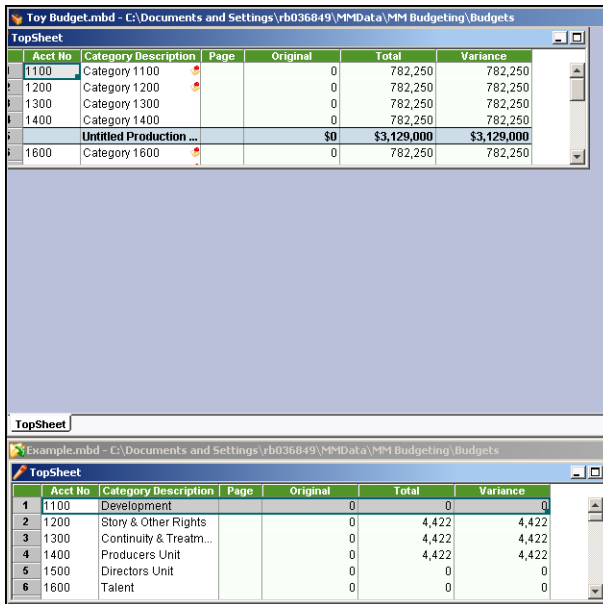 Toy Budget.mbd - C:\Documents and Settings\rb036849\MMData\MM Budgeting\Budgets
TopSheet
Acct No Category Description Page Original Total Variance
1 1100 Category 1100 0 782,250 782,250
2 1200 Category 1200 0 782,250 782,250
3 1300 Category 1300 0 782,250 782,250
4 1400 Category 1400 0 782,250 782,250
5 Untitled Production ... $0 $3,129,000 $3,129,000
6 1600 Category 1600 0 782,250 782,250
TopSheet
Example.mbd - C:\Documents and Settings\rb036849\MMData\MM Budgeting\Budgets
TopSheet
Acct No Category Description Page Original Total Variance
1 1100 Development 0 0 0
2 1200 Story & Other Rights 0 4,422 4,422
3 1300 Continuity & Treatm... 0 4,422 4,422
4 1400 Producers Unit 0 4,422 4,422
5 1500 Directors Unit 0 0 0
6 1600 Talent 0 0 0